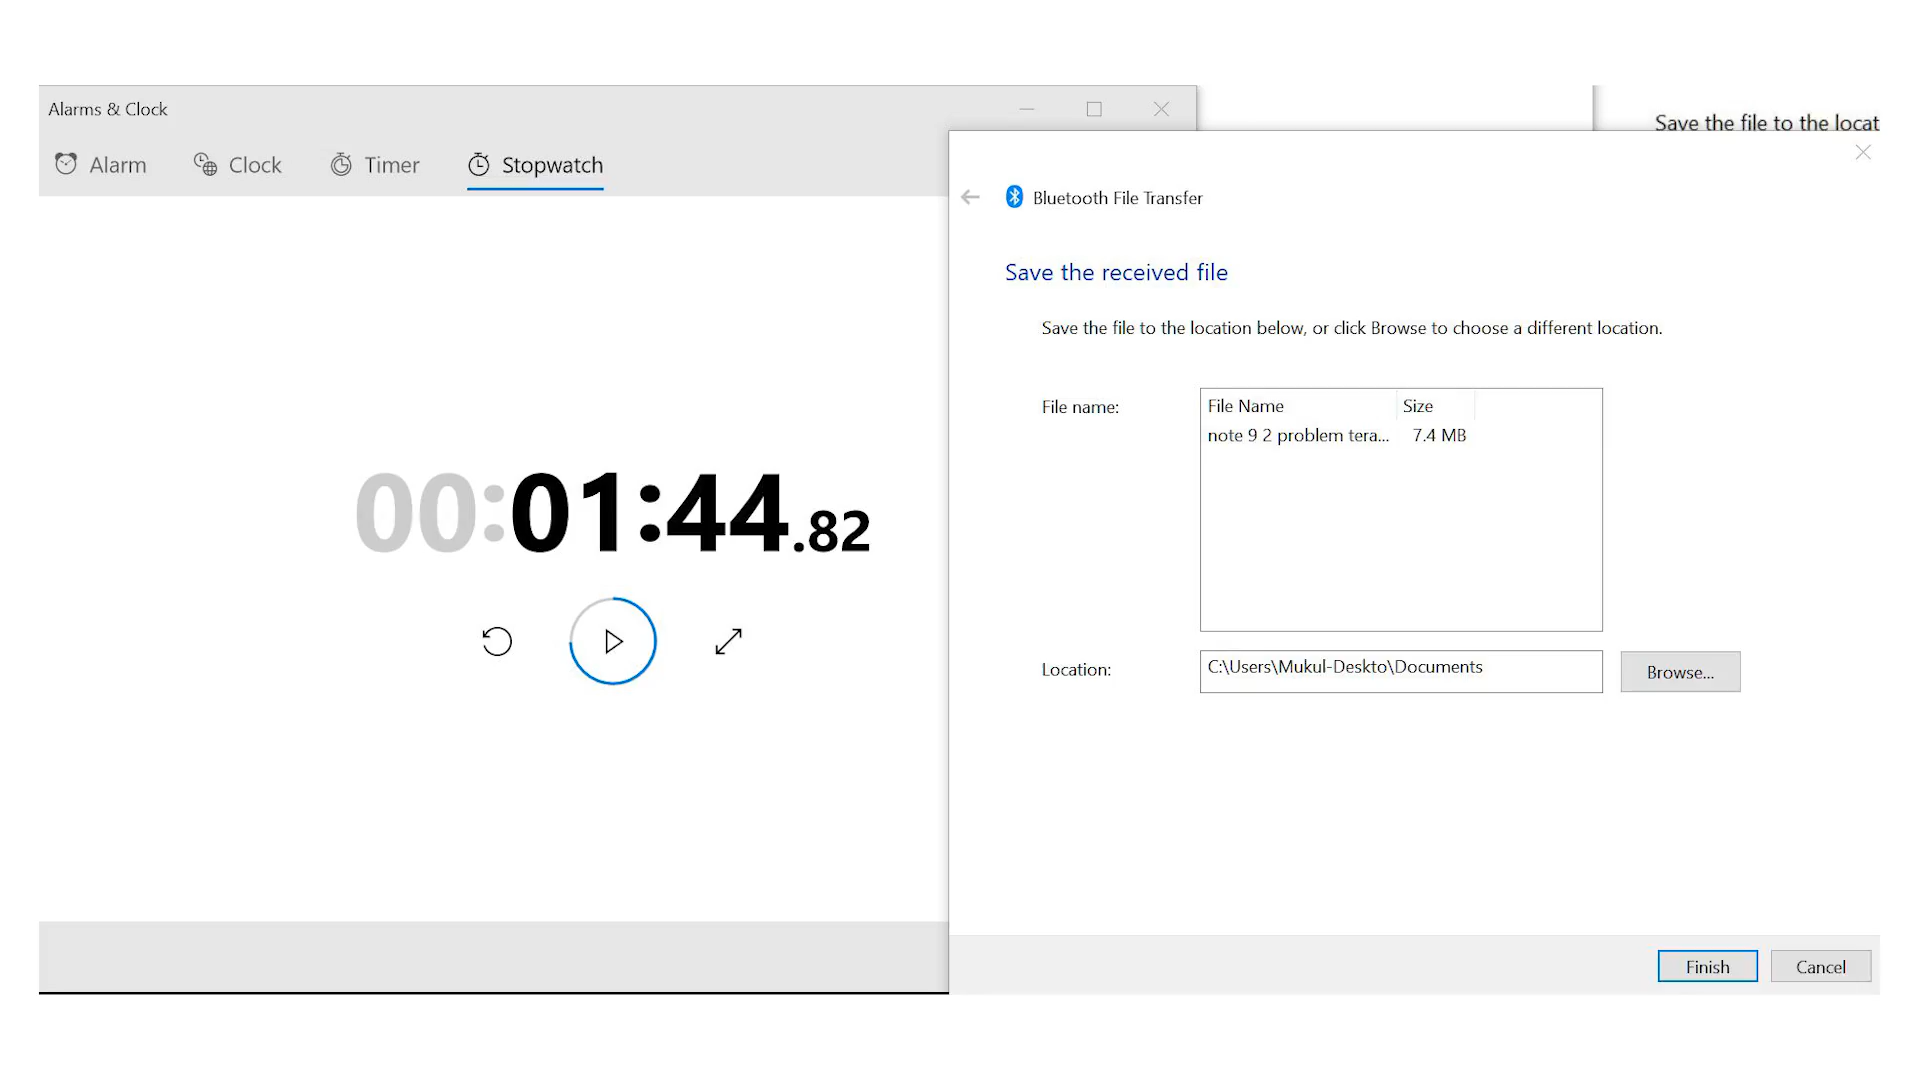 Alarms & Clock
Alarm Clock Timer Stopwatch
00:01:44.82
Save the file to the locat
Bluetooth File Transfer
Save the received file
Save the file to the location below, or click Browse to choose a different location.
File name:
File Name Size
note 9 2 problem tera... 7.4 MB
Location:
C:\Users\Mukul-Deskto\Documents
Browse...
Finish Cancel